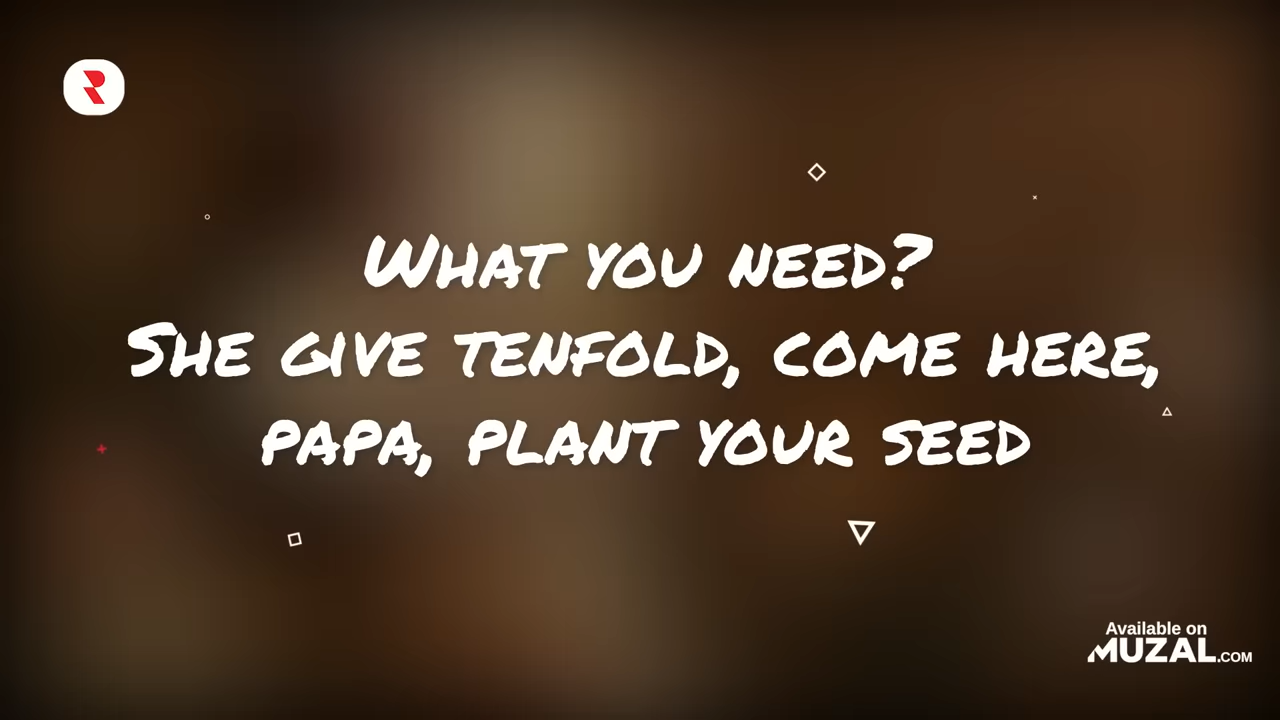 What you need?
She give tenfold, come here,
papa, plant your seed
Available on
MUZAL.COM